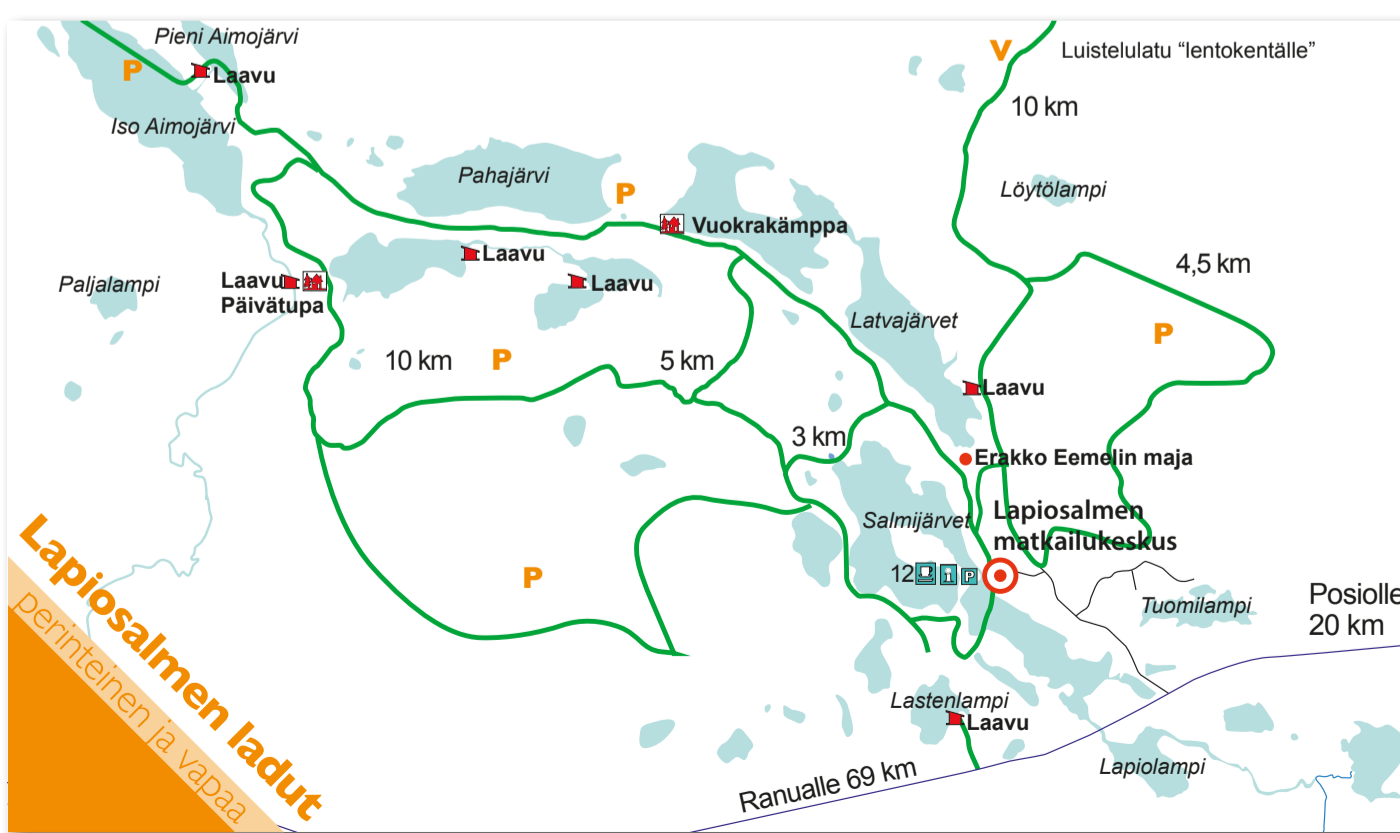 Pieni Aimojärvi
P
Laavu
Iso Aimojärvi
V
Luistelulatu "lentokentälle"
10 km
Löytölampi
Pahajärvi
P
Vuokrakämppa
Laavu
Laavu
Paljalampi
Laavu
Päivätupa
4,5 km
P
Latvajärvet
10 km
P
5 km
Laavu
3 km
Erakko Eemelin maja
Salmijärvet
Lapiosalmen
matkailukeskus
12
i
P
P
Tuomilampi
Posiolle
20 km
Lastenlampi
Laavu
Lapiolampi
Ranualle 69 km
Lapiosalmen ladut
perinteinen ja vapaa